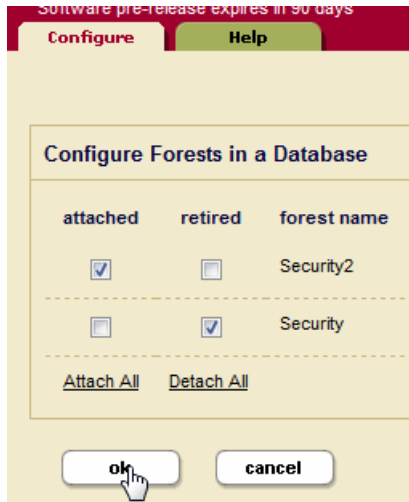 Software pre-release expires in 90 days
Configure Help
Configure Forests in a Database
attached retired forest name
Security2
Security
Attach All Detach All
ok cancel